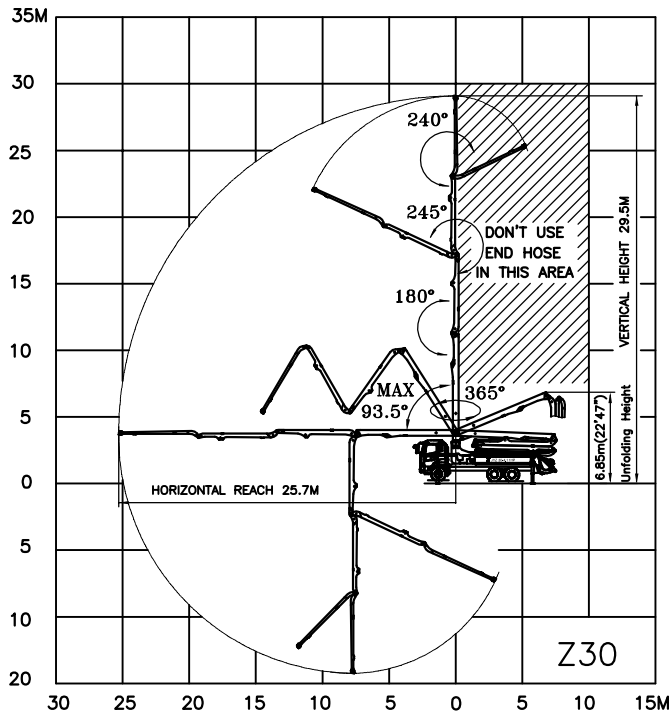 35M
30
25
20
15
10
5
0
5
10
15
20
30
25
20
15
10
5
0
5
10
15M
240°
245°
DON'T USE
END HOSE
IN THIS AREA
180°
MAX
93.5°
365°
VERTICAL HEIGHT 29.5M
6.85m(22'47")
Unfolding Height
HORIZONTAL REACH 25.7M
Z30